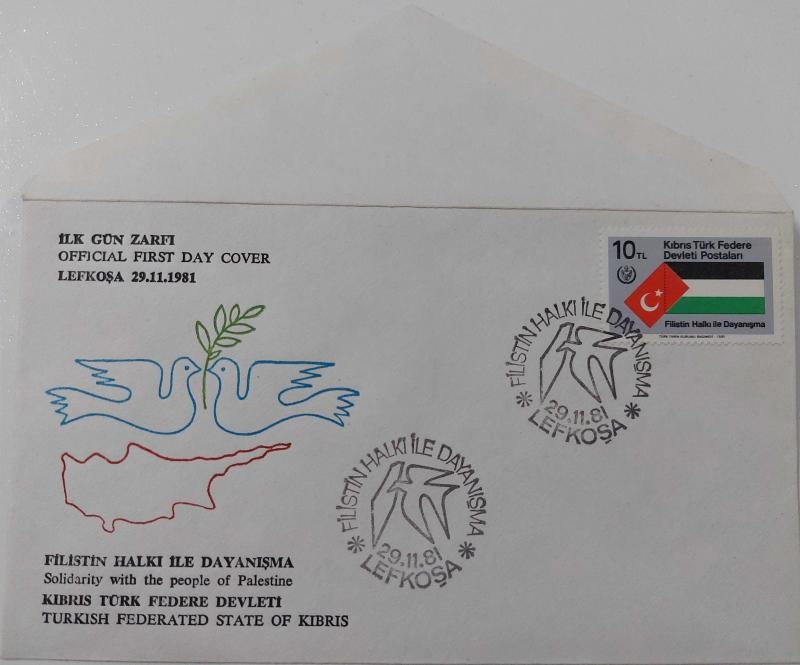 İLK GÜN ZARFI
OFFICIAL FIRST DAY COVER
LEFKOŞA 29.11.1981
10 TL
Kıbrıs Türk Federe
Devleti Postaları
Filistin Halkı ile Dayanışma
FİLİSTİN HALKI İLE DAYANIŞMA
29.11.81
LEFKOŞA
FİLİSTİN HALKI İLE DAYANIŞMA
29.11.81
LEFKOŞA
FİLİSTİN HALKI İLE DAYANIŞMA
Solidarity with the people of Palestine
KIBRIS TÜRK FEDERE DEVLETİ
TURKISH FEDERATED STATE OF KIBRIS